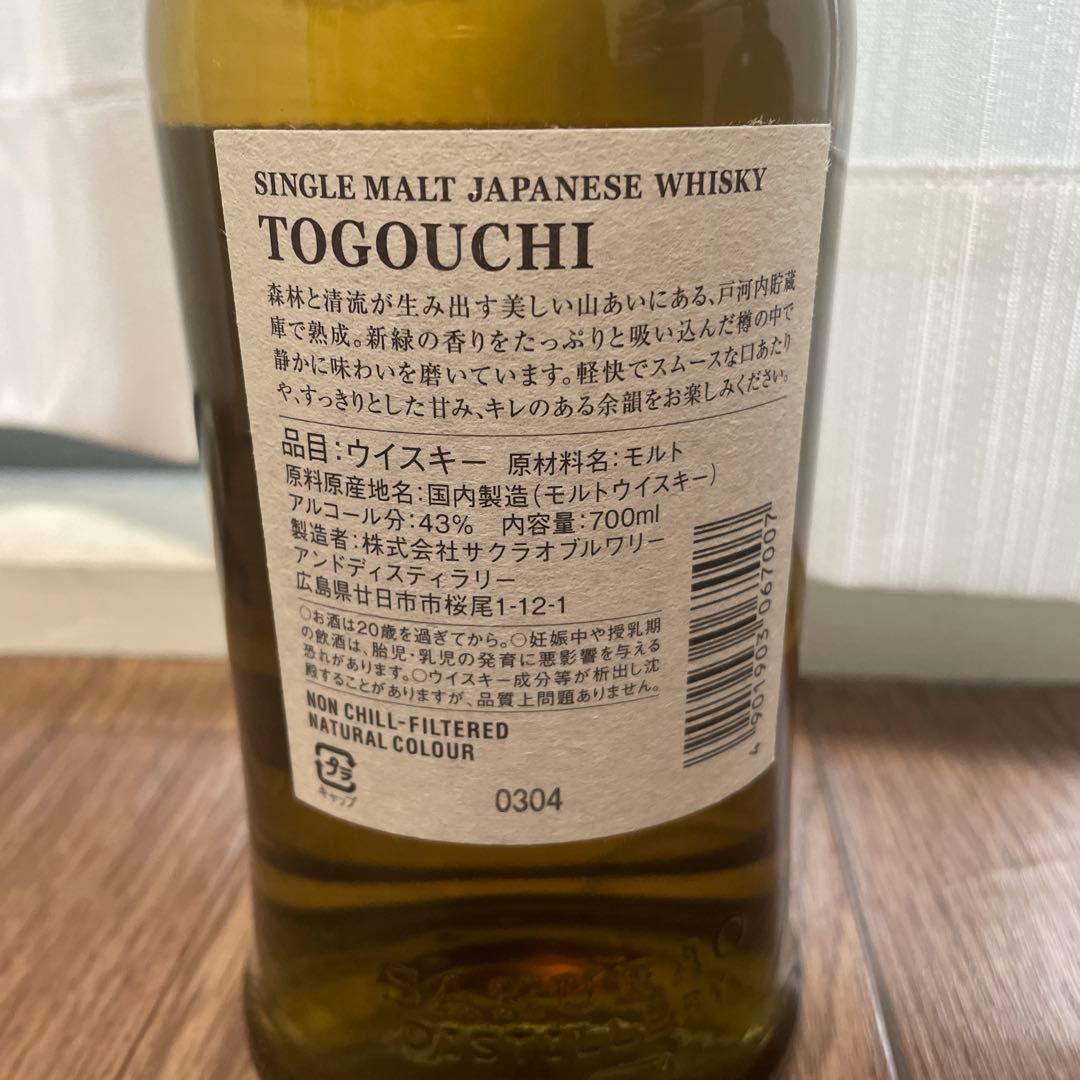 SINGLE MALT JAPANESE WHISKY
TOGOUCHI
森林と清流が生み出す美しい山あいにある、戸河内貯蔵
庫で熟成。新緑の香りをたっぷりと吸い込んだ樽の中で
静かに味わいを磨いています。軽快でスムースな口あたり
や、すっきりとした甘み、キレのある余韻をお楽しみください。
品目：ウイスキー 原材料名：モルト
原料原産地名：国内製造（モルトウイスキー）
アルコール分：43% 内容量：700ml
製造者：株式会社サクラオブルワリー
アンドディスティラリー
広島県廿日市市桜尾1-12-1
○お酒は20歳を過ぎてから。○妊娠中や授乳期
の飲酒は、胎児・乳児の発育に悪影響を与える
恐れがあります。○ウイスキー成分等が析出し沈
殿することがありますが、品質上問題ありません。
NON CHILL-FILTERED
NATURAL COLOUR
プラ
キャップ
0304
4901903067007